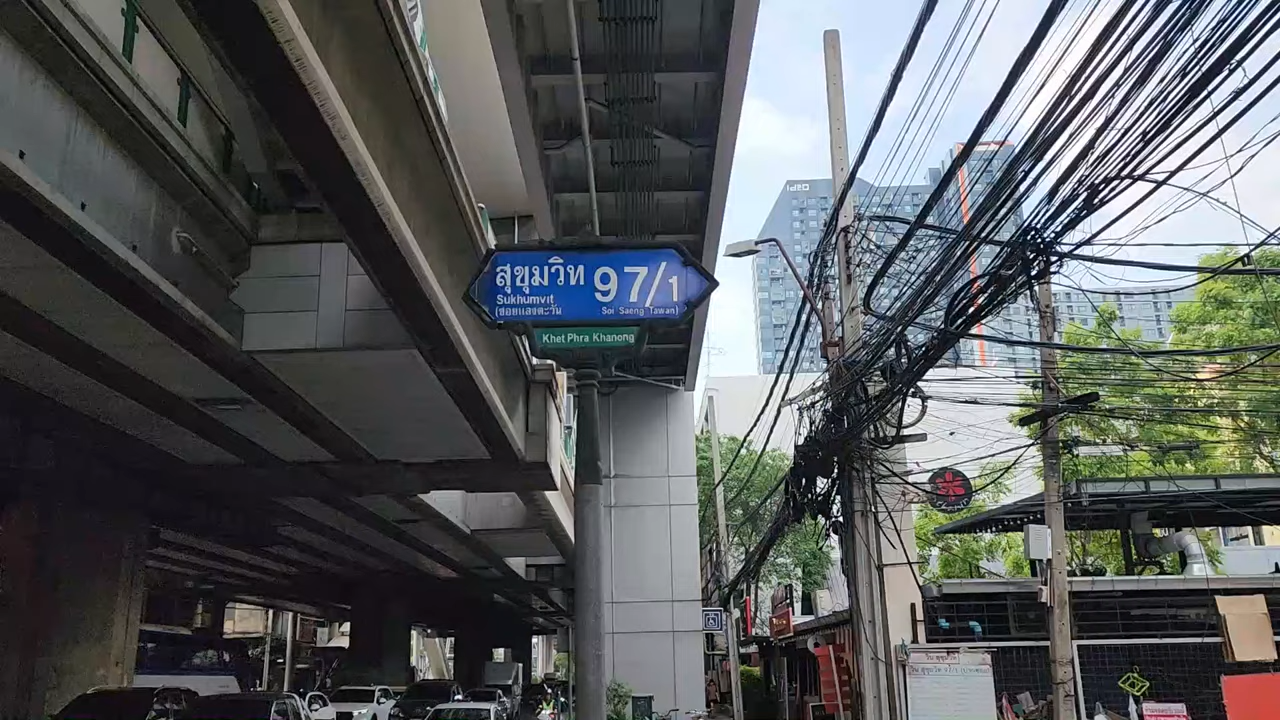 ideo
สุขุมวิท 97/1
Sukhumvit
(ซอยแสงตะวัน) Soi Saeng Tawan)
Khet Phra Khanong